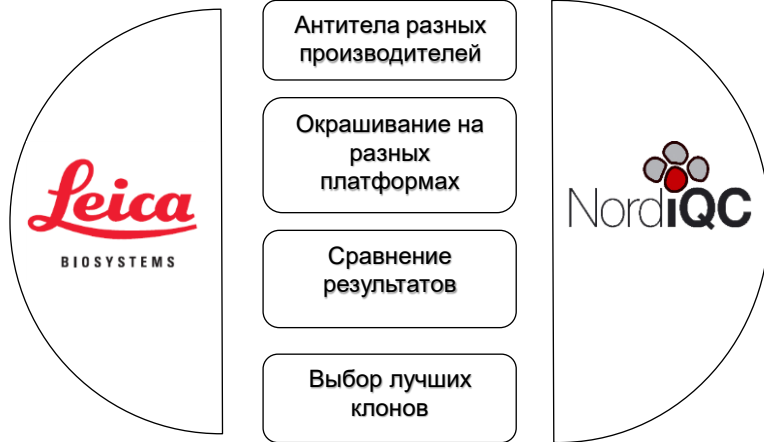 Антитела разных
производителей
Окрашивание на
разных
платформах
Leica
BIOSYSTEMS
NordiQC
Сравнение
результатов
Выбор лучших
клонов